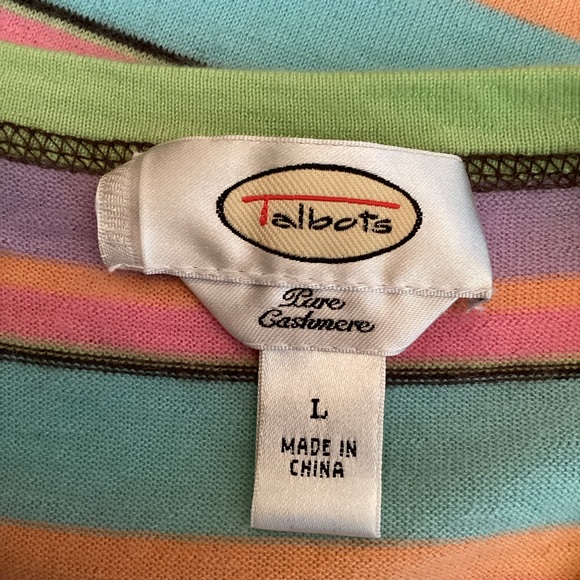 Talbots
Pure
Cashmere
L
MADE IN
CHINA